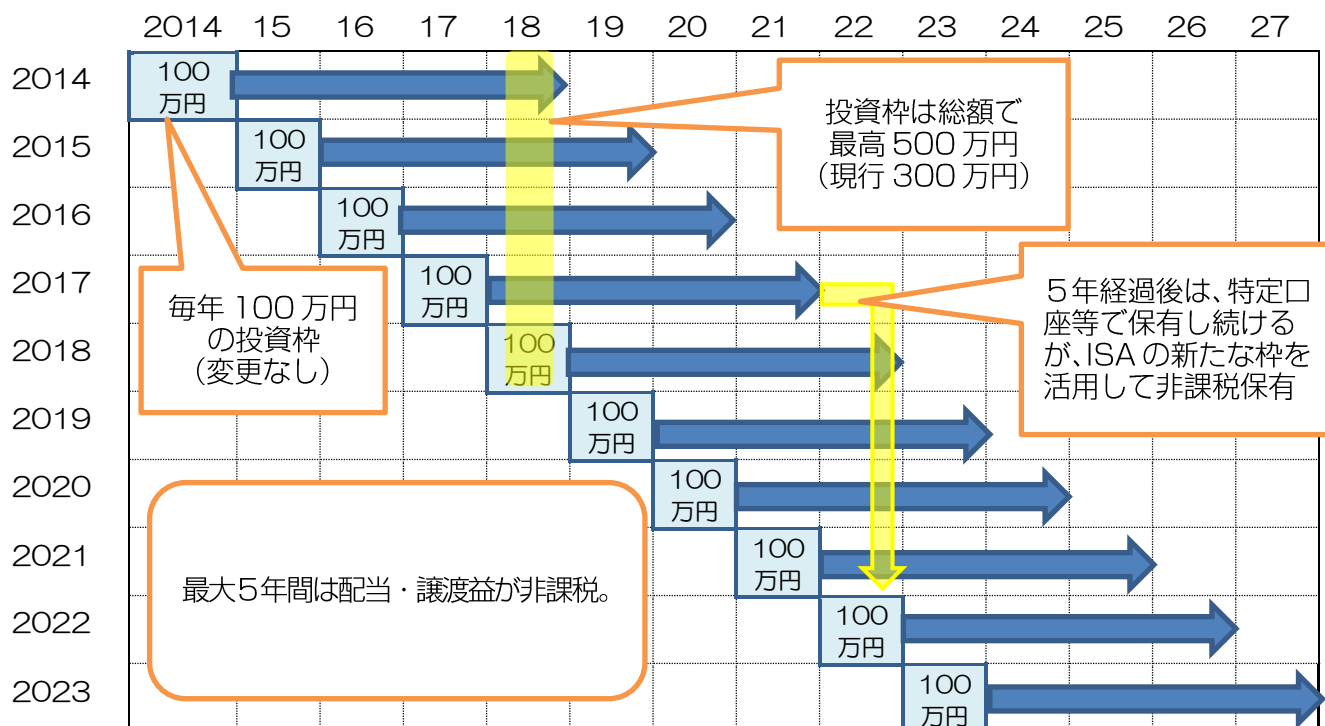 2014 15 16 17 18 19 20 21 22 23 24 25 26 27
2014
100
万円
2015
100
万円
投資枠は総額で
最高500万円
（現行300万円）
2016
100
万円
2017
100
万円
毎年100万円
の投資枠
（変更なし）
5年経過後は、特定口
座等で保有し続ける
が、ISAの新たな枠を
活用して非課税保有
2018
100
万円
2019
100
万円
2020
100
万円
最大5年間は配当・譲渡益が非課税。
2021
100
万円
2022
100
万円
2023
100
万円